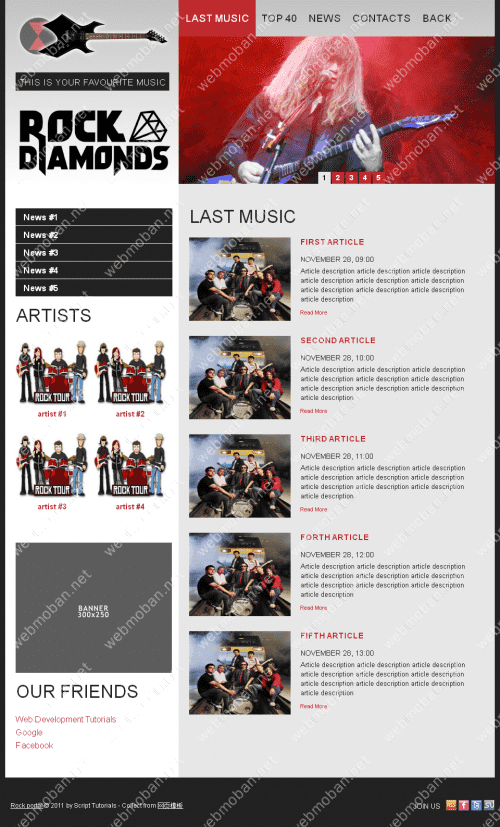 LAST MUSIC TOP 40 NEWS CONTACTS BACK
THIS IS YOUR FAVOURITE MUSIC
ROCK
DIAMONDS
1 2 3 4 5
News #1
News #2
News #3
News #4
News #5
ARTISTS
ROCK TOUR ROCK TOUR
artist #1 artist #2
ROCK TOUR ROCK TOUR
artist #3 artist #4
BANNER
300x250
OUR FRIENDS
Web Development Tutorials
Google
Facebook
LAST MUSIC
FIRST ARTICLE
NOVEMBER 28, 09:00
Article description article description article description
article description article description article description
article description article description article description
article description
Read More
SECOND ARTICLE
NOVEMBER 28, 10:00
Article description article description article description
article description article description article description
article description article description article description
article description
Read More
THIRD ARTICLE
NOVEMBER 28, 11:00
Article description article description article description
article description article description article description
article description article description article description
article description
Read More
FORTH ARTICLE
NOVEMBER 28, 12:00
Article description article description article description
article description article description article description
article description article description article description
article description
Read More
FIFTH ARTICLE
NOVEMBER 28, 13:00
Article description article description article description
article description article description article description
article description article description article description
article description
Read More
Rock portal © 2011 by Script Tutorials - Collect from 网页模板
JOIN US
webmoban.net